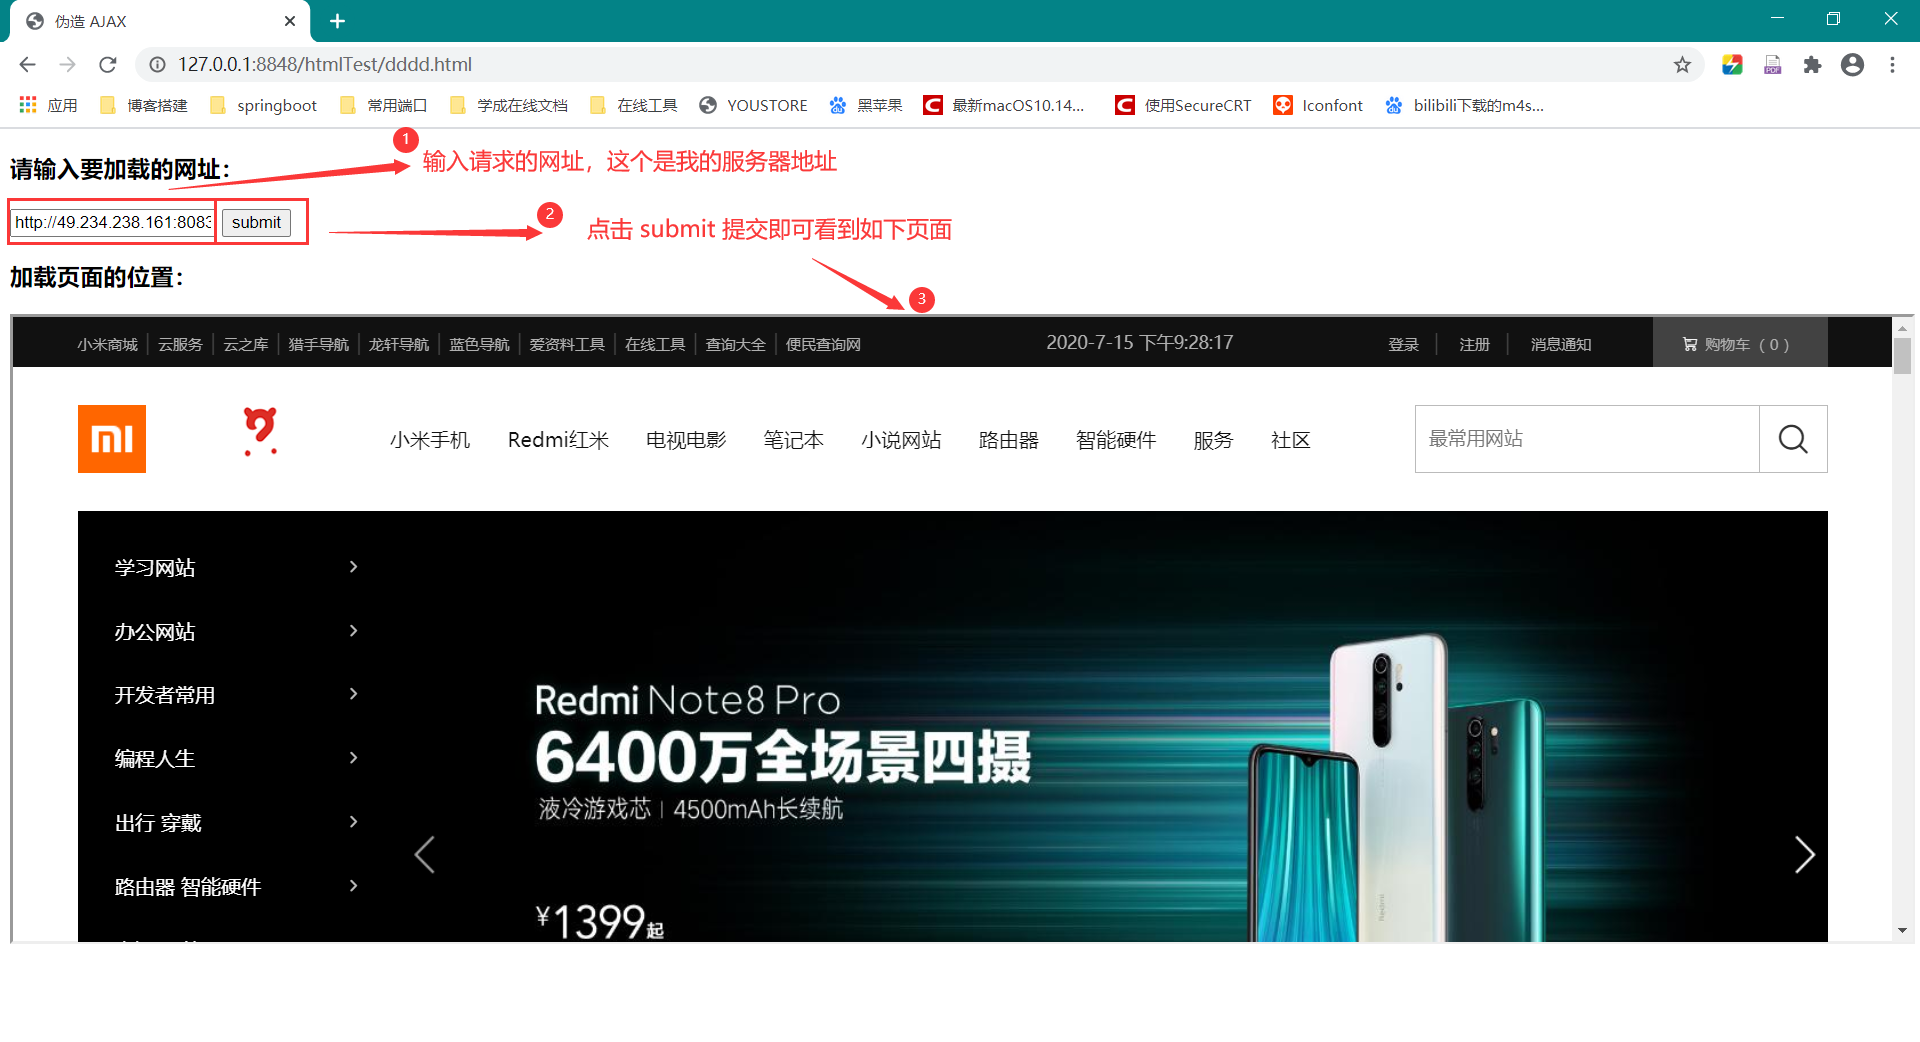 伪造 AJAX
127.0.0.1:8848/htmlTest/dddd.html
应用 博客搭建 springboot 常用端口 学成在线文档 在线工具 YOUSTORE 黑苹果 最新macOS10.14... 使用SecureCRT Iconfont bilibili下载的m4s...
1
请输入要加载的网址：
输入请求的网址，这个是我的服务器地址
http://49.234.238.161:8083 submit
2
点击 submit 提交即可看到如下页面
加载页面的位置：
3
小米商城 云服务 云之库 猎手导航 龙轩导航 蓝色导航 爱资料工具 在线工具 查询大全 便民查询网 2020-7-15 下午9:28:17 登录 注册 消息通知 购物车（0）
小米手机 Redmi红米 电视电影 笔记本 小说网站 路由器 智能硬件 服务 社区 最常用网站
学习网站
办公网站
开发者常用
编程人生
出行 穿戴
路由器 智能硬件
Redmi Note8 Pro
6400万全场景四摄
液冷游戏芯 | 4500mAh长续航
¥1399起
Redmi